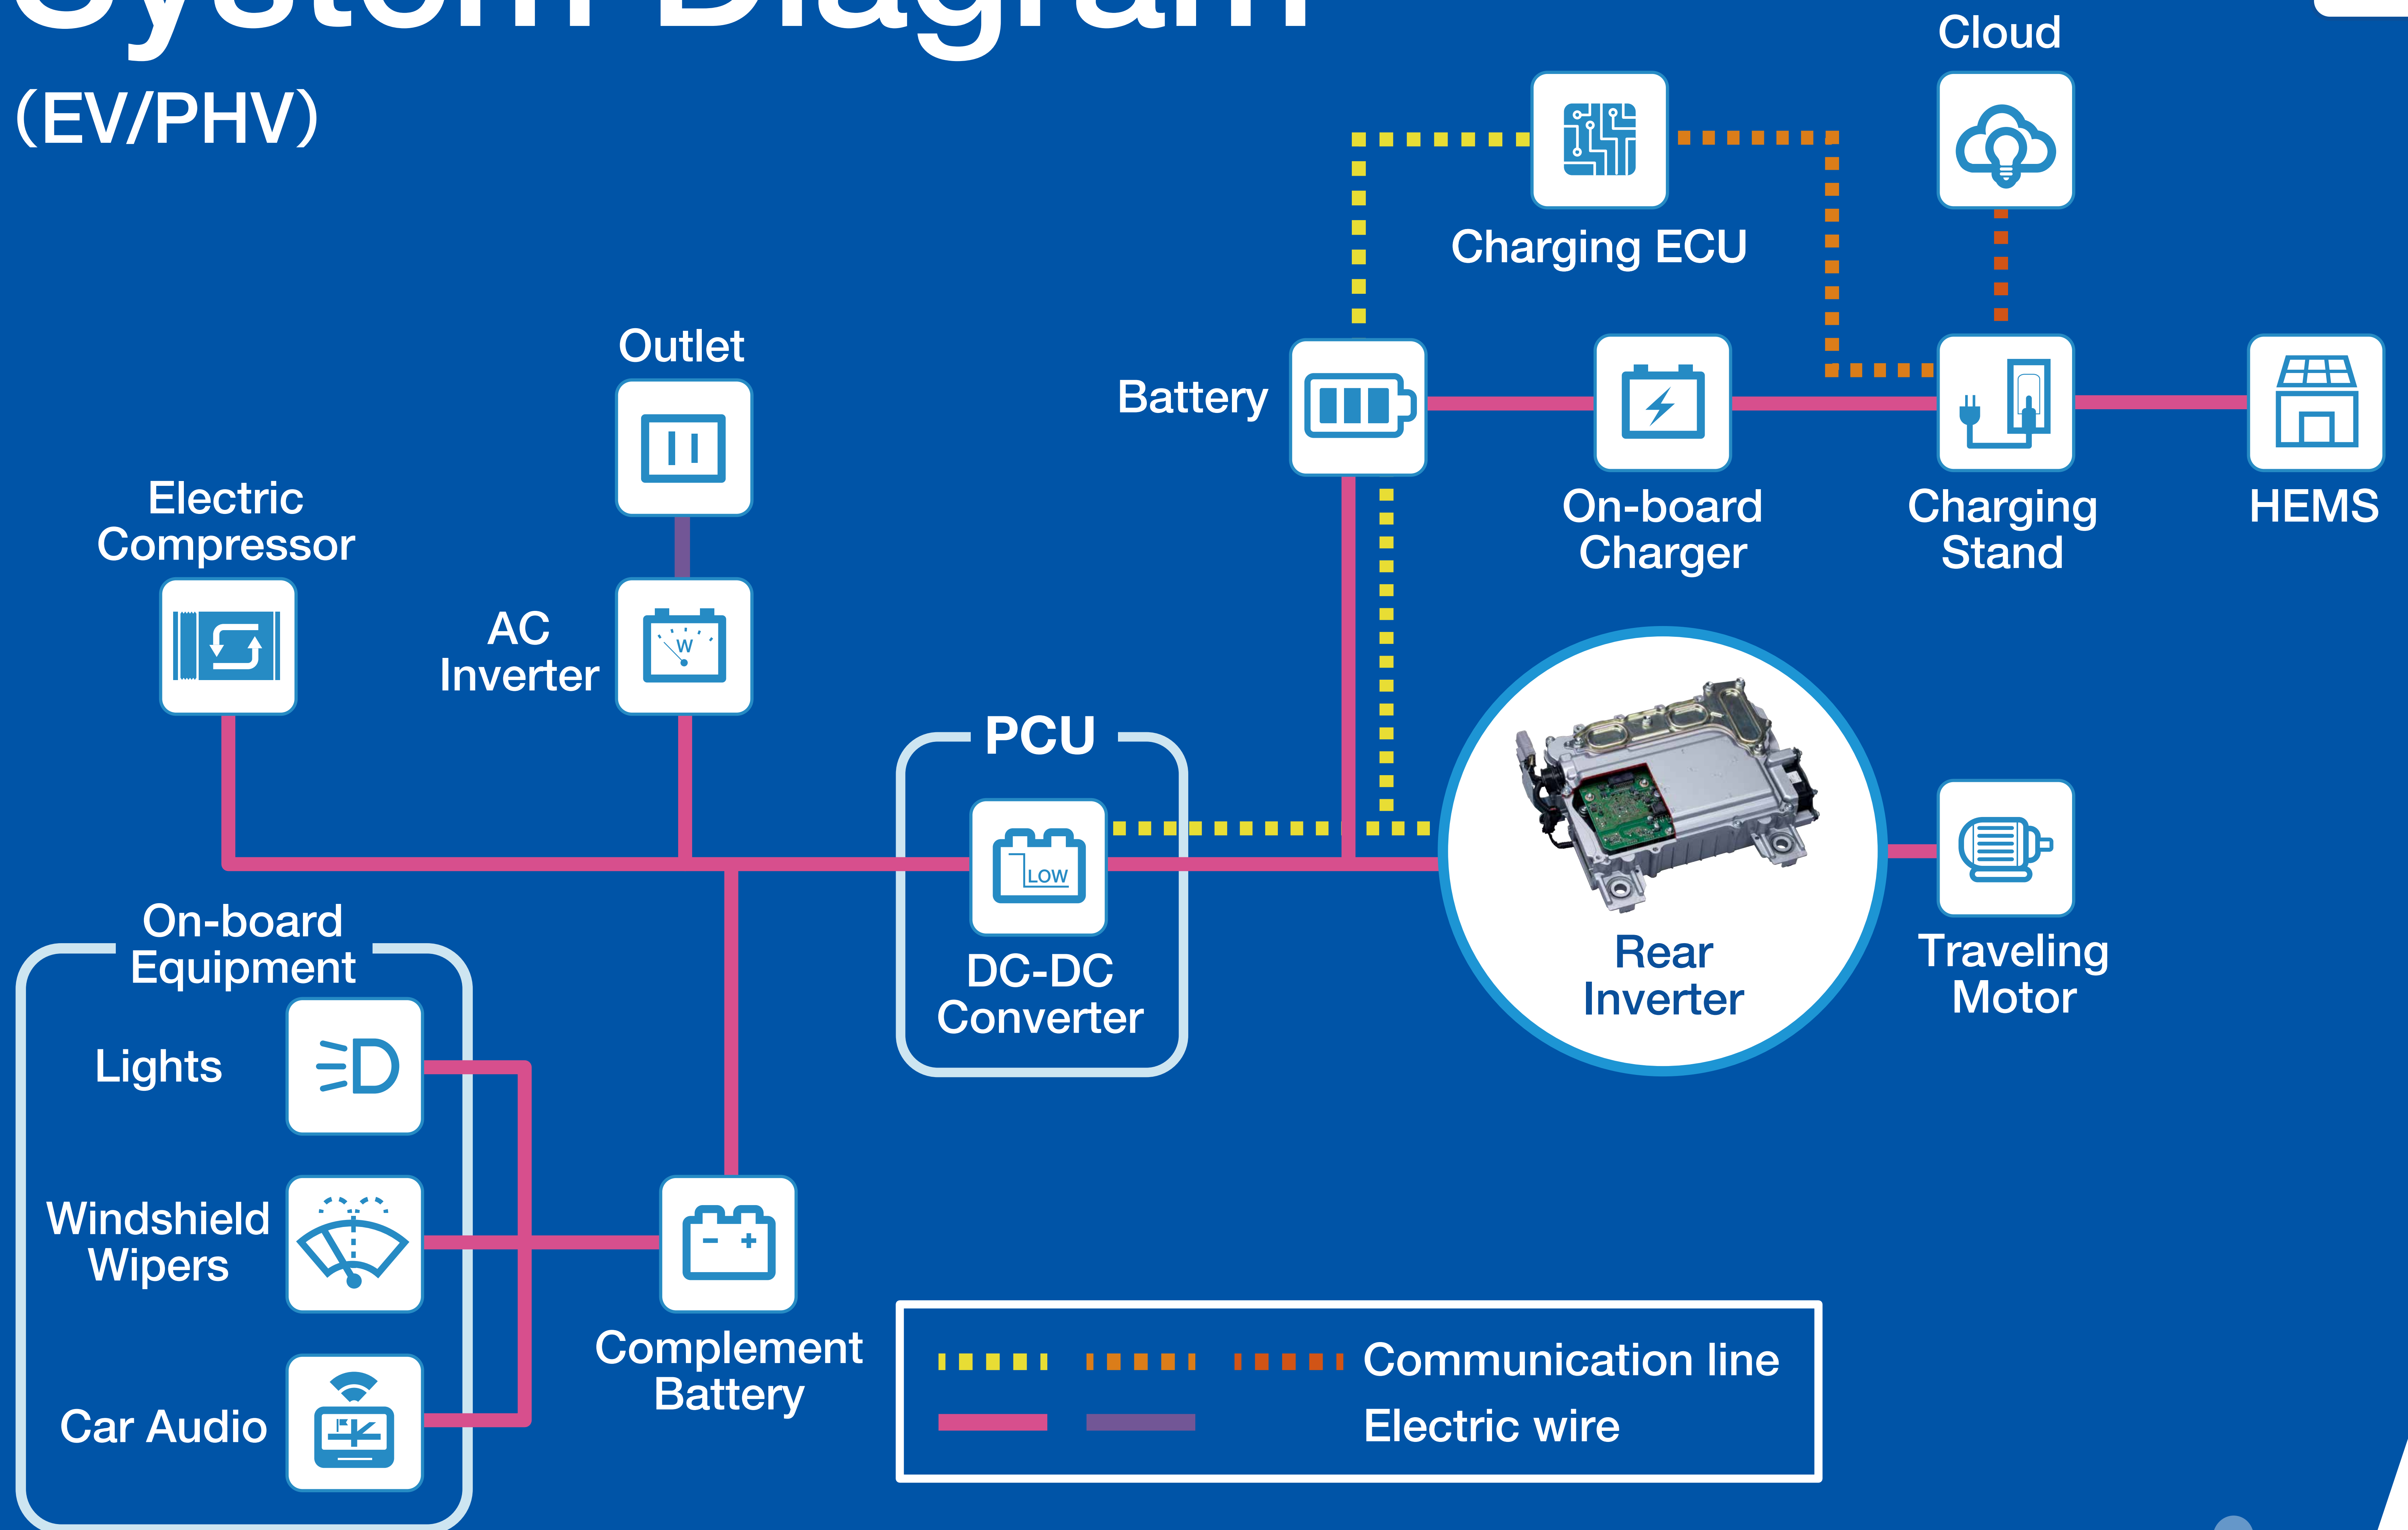 System Diagram
(EV/PHV)
Cloud
Charging ECU
Outlet
Battery
Electric
Compressor
On-board
Charger
Charging
Stand
HEMS
AC
Inverter
W
PCU
LOW
DC-DC
Converter
Rear
Inverter
Traveling
Motor
On-board
Equipment
Lights
Windshield
Wipers
Car Audio
- +
Complement
Battery
Communication line
Electric wire